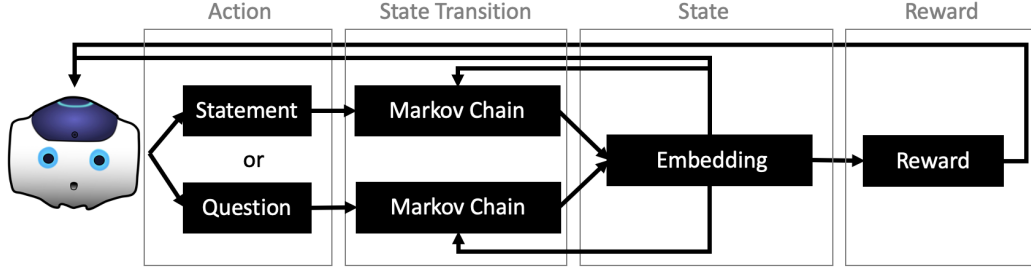 Action State Transition State Reward
Statement Markov Chain
or Embedding Reward
Question Markov Chain